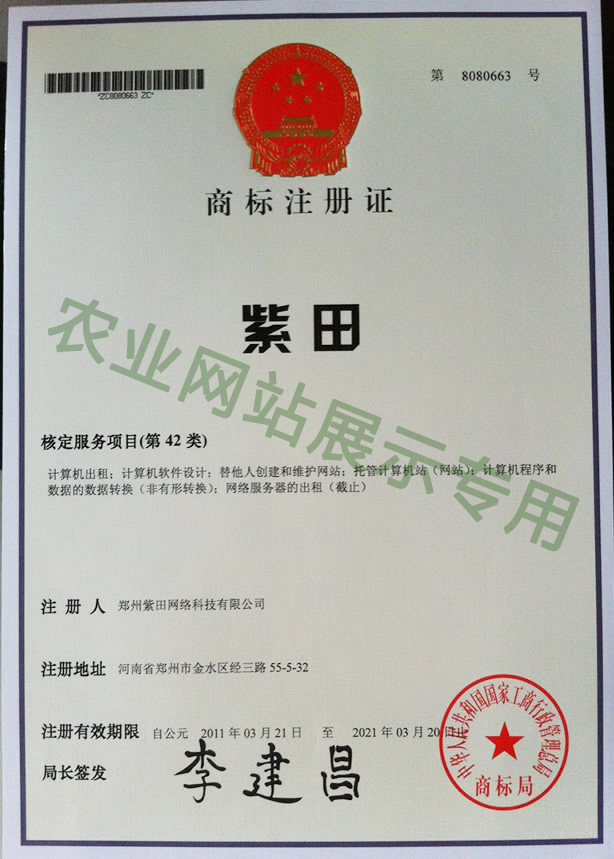 第 8080663 号
*ZC8080663 ZC*
商标注册证
紫田
农业网站展示专用
核定服务项目(第 42 类)
计算机出租；计算机软件设计；替他人创建和维护网站；托管计算机站（网站）；计算机程序和
数据的数据转换（非有形转换）；网络服务器的出租（截止）
注 册 人 郑州紫田网络科技有限公司
注册地址 河南省郑州市金水区经三路 55-5-32
注册有效期限 自公元 2011 年 03 月 21 日 至 2021 年 03 月 20 日止
局长签发 李建昌
中华人民共和国国家工商行政管理总局
商标局